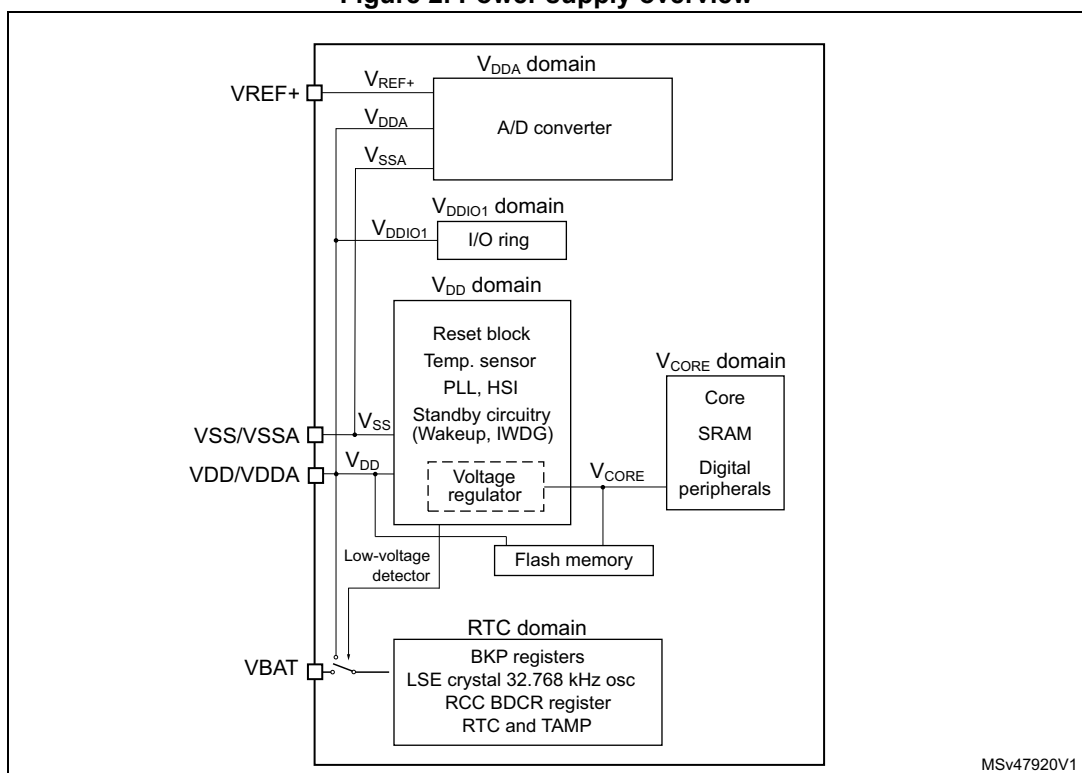 Figure 2. Power supply overview
VDDA domain
VREF+
VREF+
VDDA
A/D converter
VSSA
VDDIO1 domain
VDDIO1
I/O ring
VDD domain
Reset block
Temp. sensor
PLL, HSI
Standby circuitry
(Wakeup, IWDG)
Voltage
regulator
VSS/VSSA
VSS
VDD/VDDA
VDD
VCORE
VCORE domain
Core
SRAM
Digital
peripherals
Low-voltage
detector
Flash memory
RTC domain
VBAT
BKP registers
LSE crystal 32.768 kHz osc
RCC BDCR register
RTC and TAMP
MSv47920V1